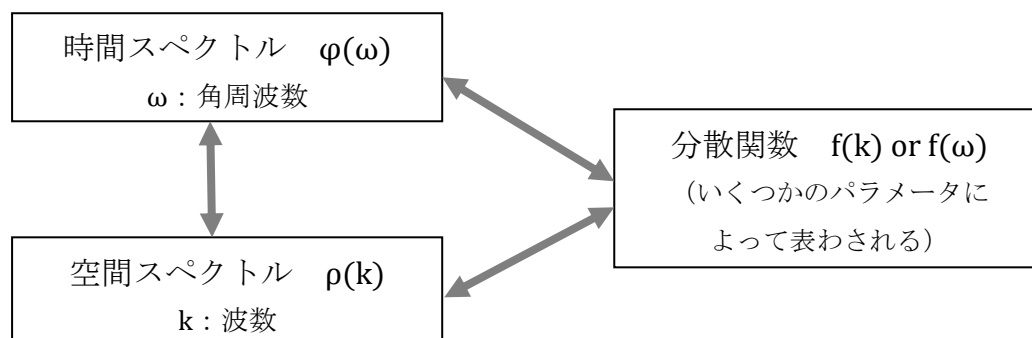 時間スペクトル　φ(ω)
ω：角周波数
分散関数　f(k) or f(ω)
（いくつかのパラメータに
よって表わされる）
空間スペクトル　ρ(k)
k：波数